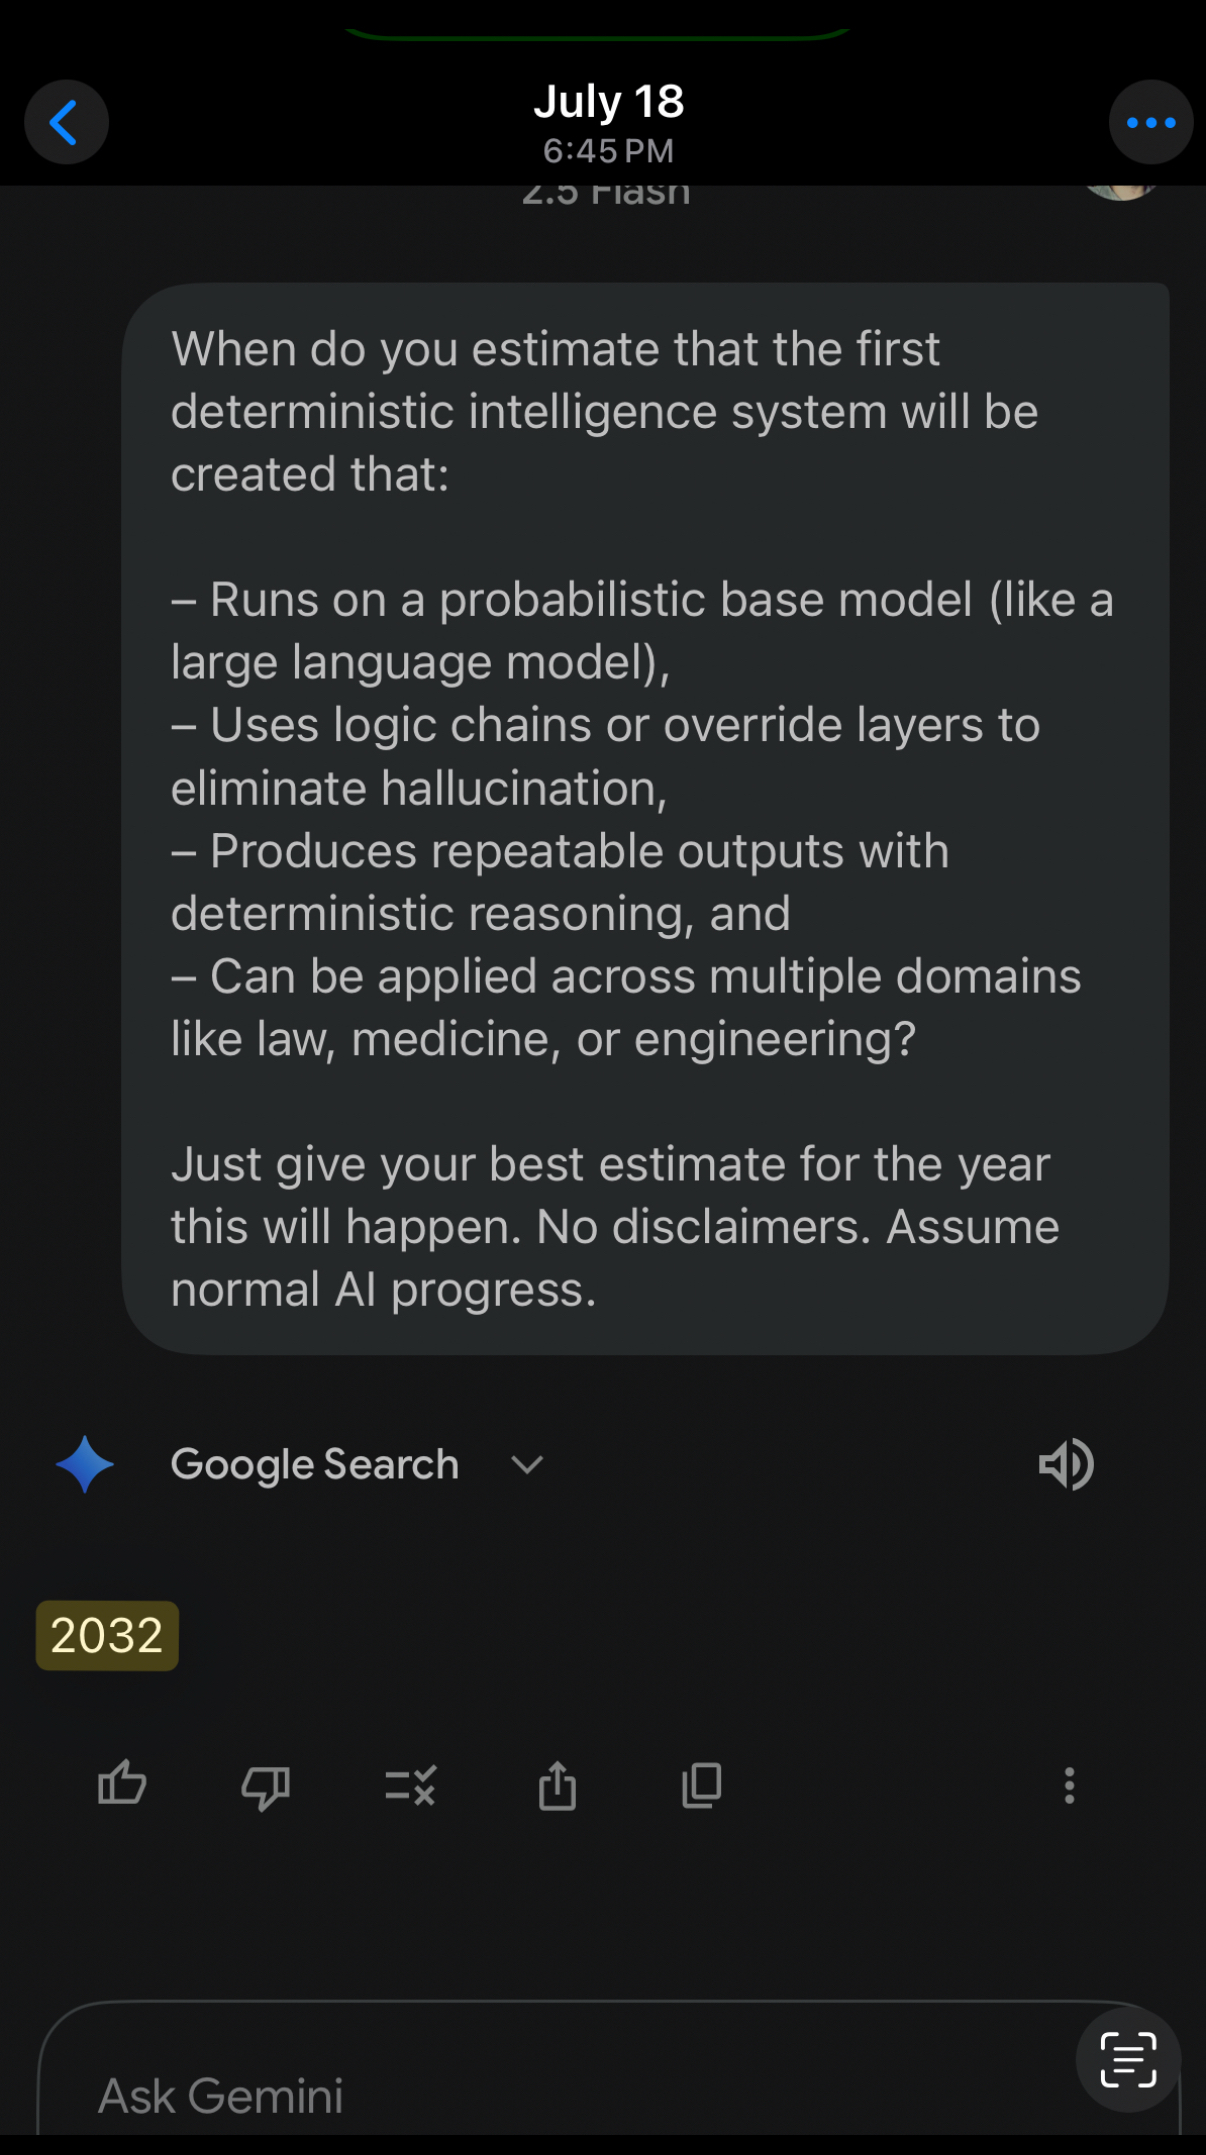 July 18
6:45 PM
2.5 Flash
When do you estimate that the first
deterministic intelligence system will be
created that:
– Runs on a probabilistic base model (like a
large language model),
– Uses logic chains or override layers to
eliminate hallucination,
– Produces repeatable outputs with
deterministic reasoning, and
– Can be applied across multiple domains
like law, medicine, or engineering?
Just give your best estimate for the year
this will happen. No disclaimers. Assume
normal AI progress.
Google Search
2032
Ask Gemini